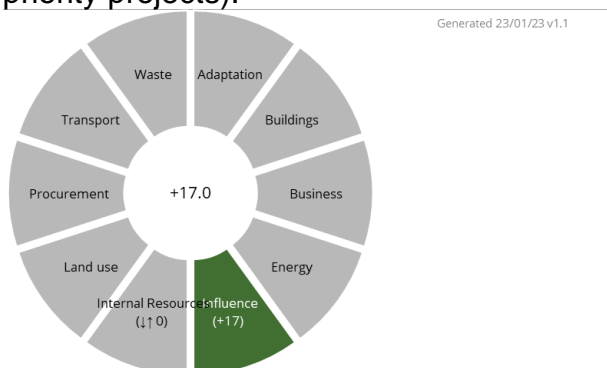 priority projects).
Generated 23/01/23 v1.1
Waste
Adaptation
Transport
Buildings
Procurement
+17.0
Business
Land use
Energy
Internal Resources
(↓↑ 0)
Influence
(+17)